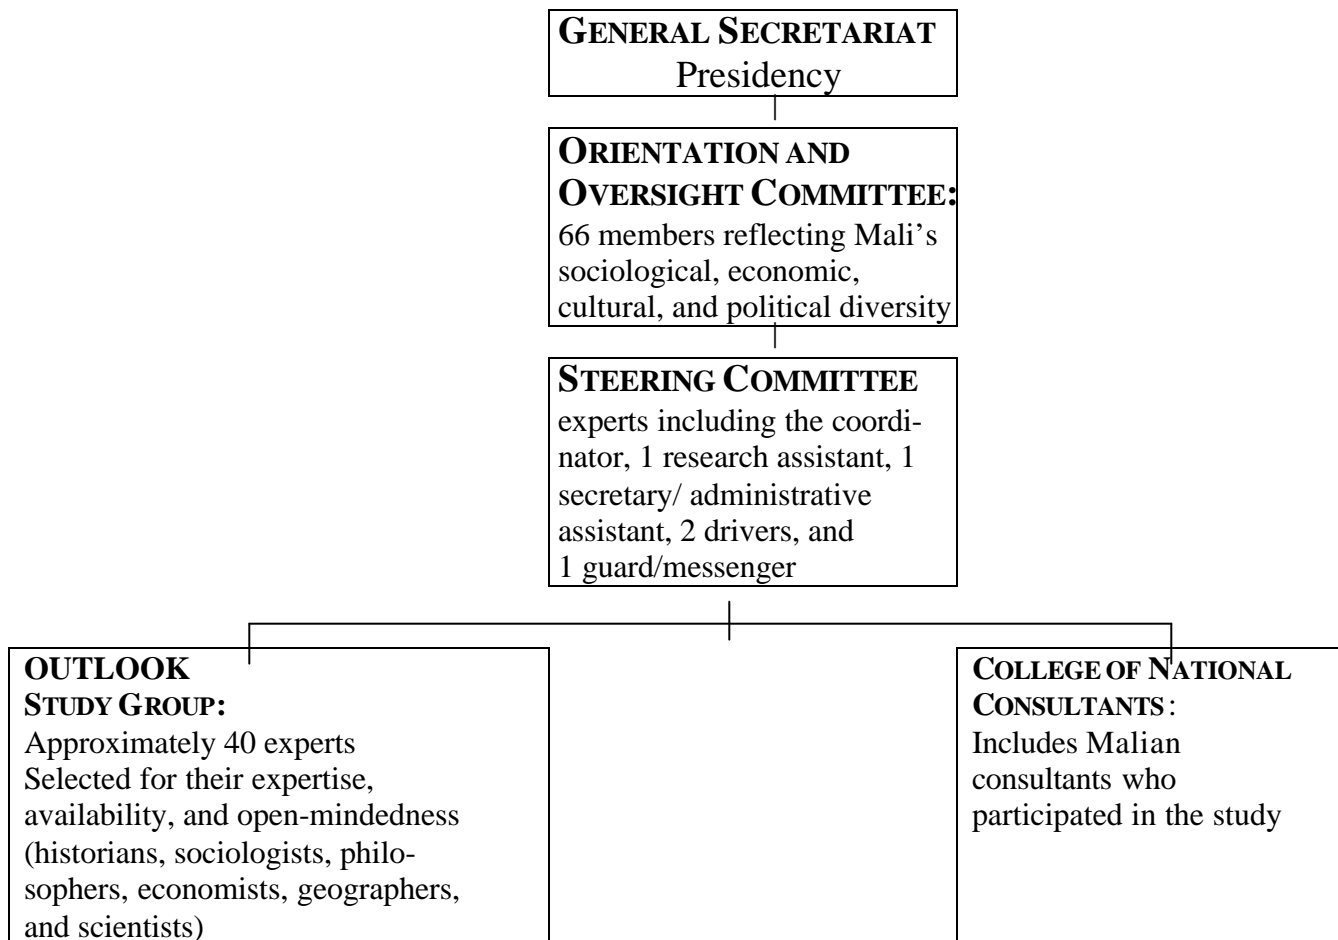 GENERAL SECRETARIAT
Presidency
ORIENTATION AND
OVERSIGHT COMMITTEE:
66 members reflecting Mali’s
sociological, economic,
cultural, and political diversity
STEERING COMMITTEE
experts including the coordi-
nator, 1 research assistant, 1
secretary/ administrative
assistant, 2 drivers, and
1 guard/messenger
OUTLOOK
STUDY GROUP:
Approximately 40 experts
Selected for their expertise,
availability, and open-mindedness
(historians, sociologists, philo-
sophers, economists, geographers,
and scientists)
COLLEGE OF NATIONAL
CONSULTANTS:
Includes Malian
consultants who
participated in the study